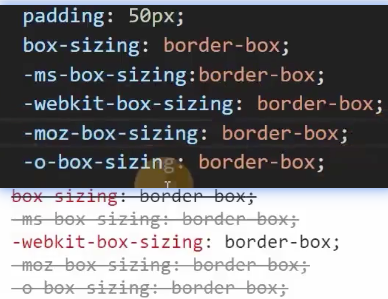 padding: 50px;
box-sizing: border-box;
-ms-box-sizing:border-box;
-webkit-box-sizing: border-box;
-moz-box-sizing: border-box;
-o-box-sizing: border-box;
box-sizing: border-box;
-ms-box-sizing: border-box;
-webkit-box-sizing: border-box;
-moz-box-sizing: border-box;
-o-box-sizing: border-box;